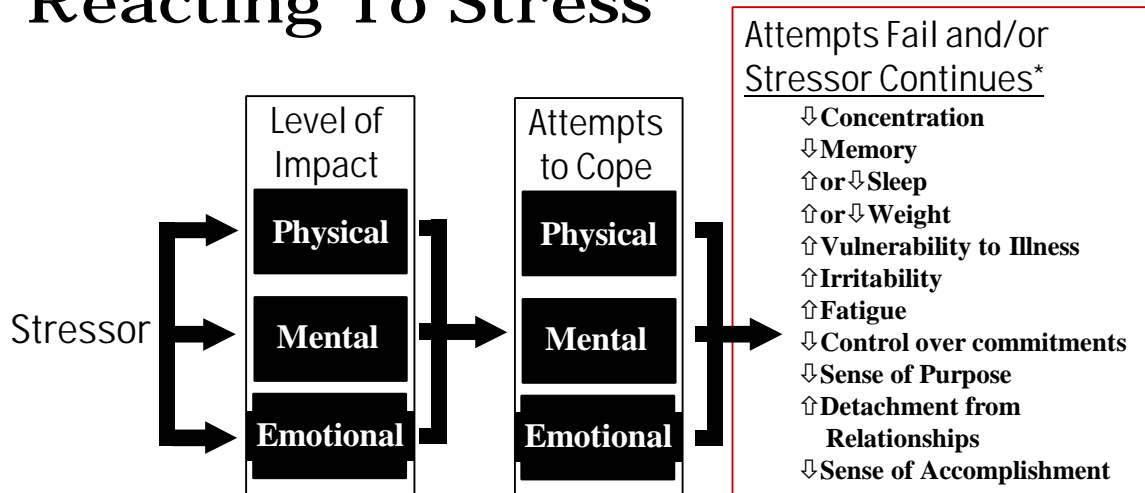 Reacting To Stress
Stressor
Level of
Impact
Physical
Mental
Emotional
Attempts
to Cope
Physical
Mental
Emotional
Attempts Fail and/or
Stressor Continues*
⇩Concentration
⇩Memory
⇧or⇩Sleep
⇧or⇩Weight
⇧Vulnerability to Illness
⇧Irritability
⇧Fatigue
⇩Control over commitments
⇩Sense of Purpose
⇧Detachment from
Relationships
⇩Sense of Accomplishment